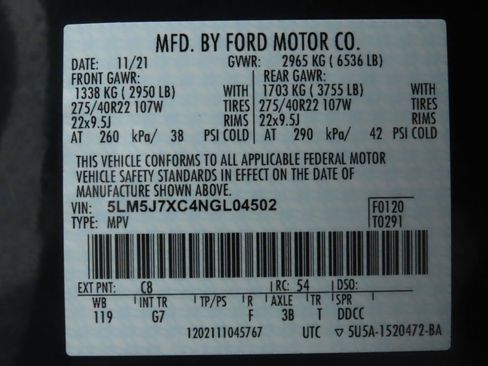 MFD. BY FORD MOTOR CO.
DATE: 11/21 GVWR: 2965 KG ( 6536 LB)
FRONT GAWR: REAR GAWR:
1338 KG ( 2950 LB) WITH 1703 KG ( 3755 LB) WITH
275/40R22 107W TIRES 275/40R22 107W TIRES
22x9.5J RIMS 22x9.5J RIMS
AT 260 kPa/ 38 PSI COLD AT 290 kPa/ 42 PSI COLD
THIS VEHICLE CONFORMS TO ALL APPLICABLE FEDERAL MOTOR
VEHICLE SAFETY STANDARDS IN EFFECT ON THE DATE OF
MANUFACTURE SHOWN ABOVE.
VIN: 5LM5J7XC4NGL04502 F0120
TYPE: MPV T0291
EXT PNT: C8 RC: 54 DSO:
WB INT TR TP/PS R AXLE TR SPR
119 G7 F 3B T DDCC
1202111045767 UTC ▽5U5A-1520472-BA